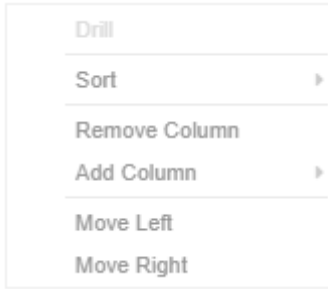 Drill
Sort
Remove Column
Add Column
Move Left
Move Right